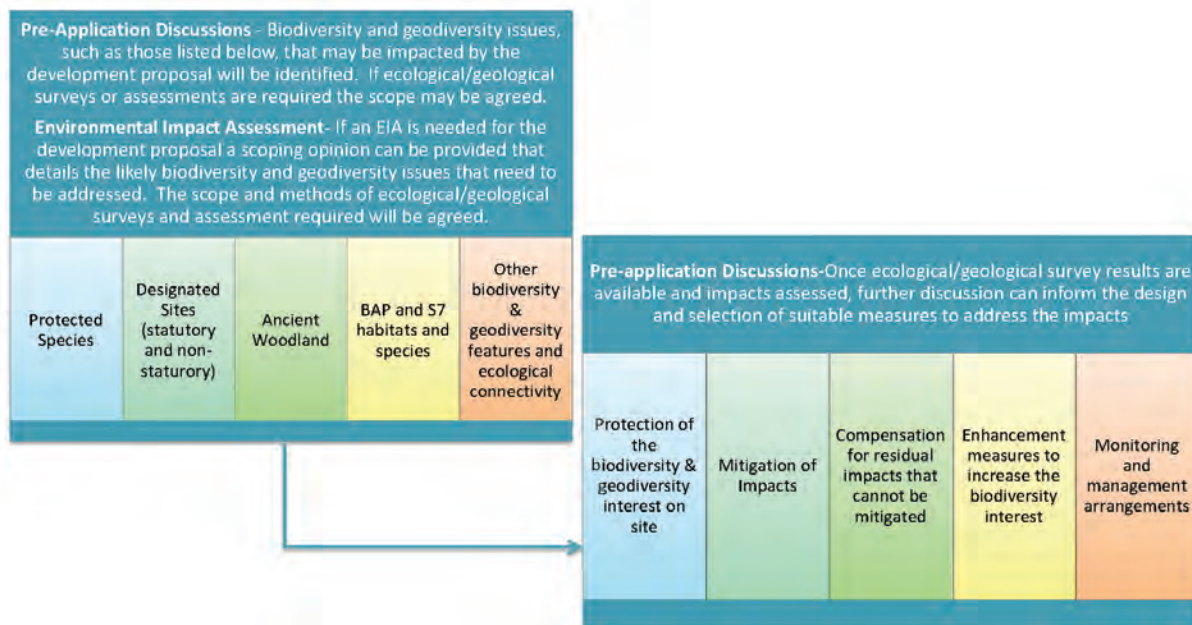 Pre-Application Discussions - Biodiversity and geodiversity issues,
such as those listed below, that may be impacted by the
development proposal will be identified. If ecological/geological
surveys or assessments are required the scope may be agreed.
Environmental Impact Assessment- If an EIA is needed for the
development proposal a scoping opinion can be provided that
details the likely biodiversity and geodiversity issues that need to
be addressed. The scope and methods of ecological/geological
surveys and assessment required will be agreed.
Protected
Species
Designated
Sites
(statutory
and non-
staturory)
Ancient
Woodland
BAP and S7
habitats and
species
Other
biodiversity
&
geodiversity
features and
ecological
connectivity
Pre-application Discussions-Once ecological/geological survey results are
available and impacts assessed, further discussion can inform the design
and selection of suitable measures to address the impacts
Protection of
the
biodiversity &
geodiversity
interest on
site
Mitigation of
Impacts
Compensation
for residual
impacts that
cannot be
mitigated
Enhancement
measures to
increase the
biodiversity
interest
Monitoring
and
management
arrangements